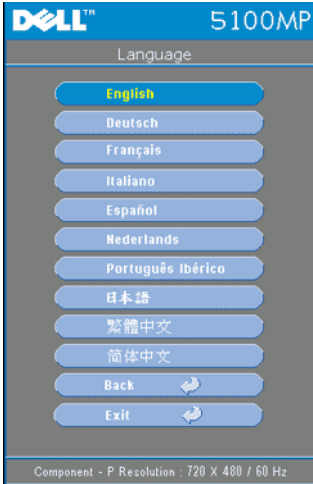 DELL™ 5100MP
Language
English
Deutsch
Français
Italiano
Español
Nederlands
Português Ibérico
日本語
繁體中文
简体中文
Back
Exit
Component - P Resolution : 720 X 480 / 60 Hz